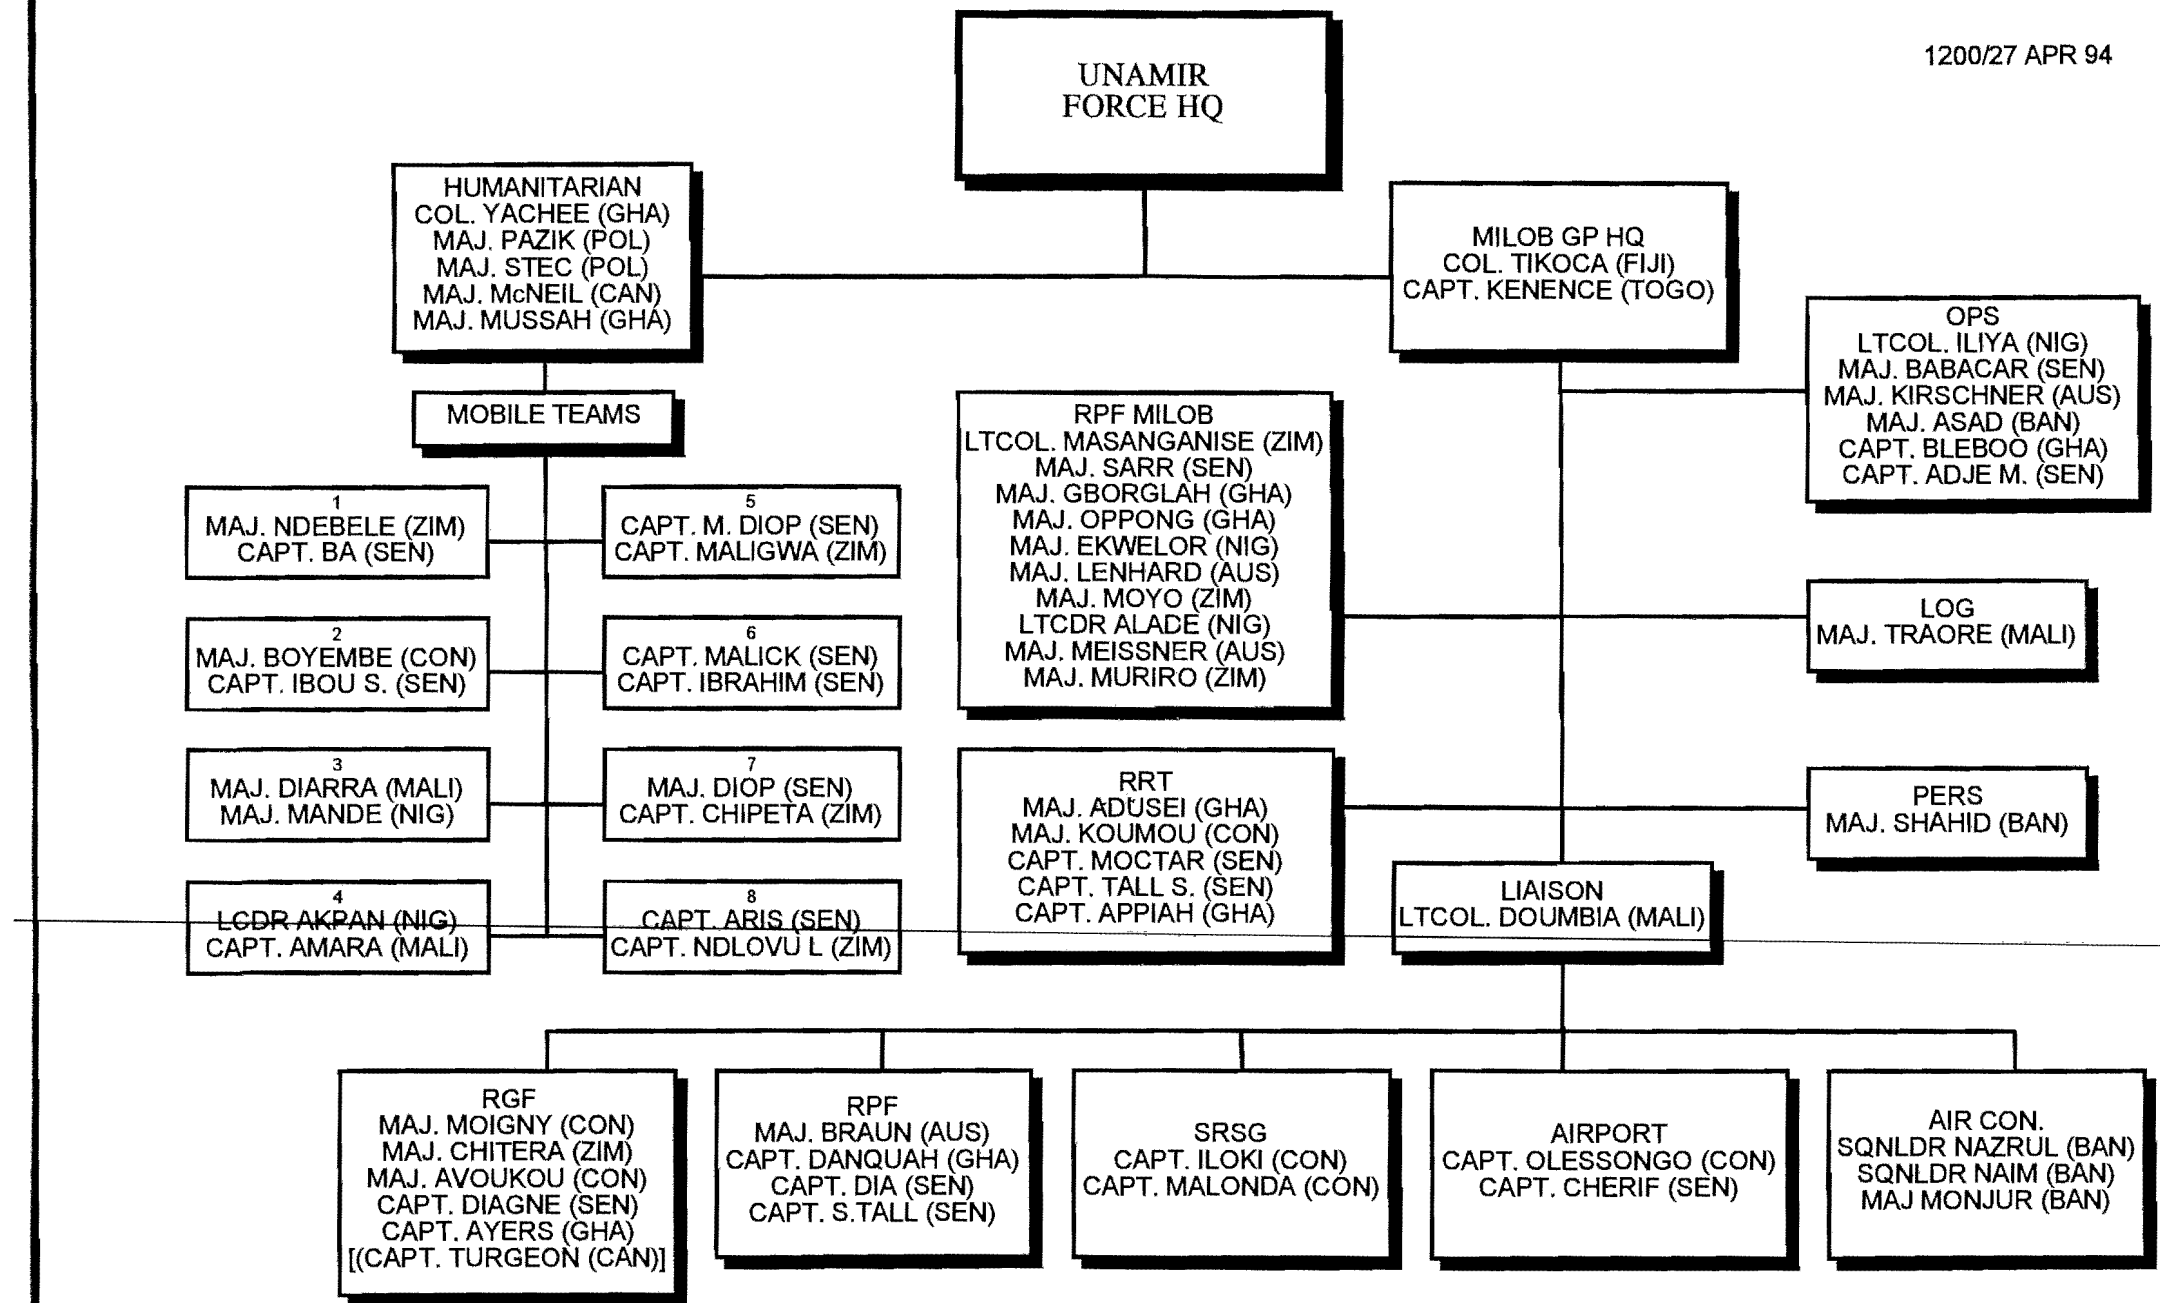 1200/27 APR 94
UNAMIR
FORCE HQ
HUMANITARIAN
COL. YACHEE (GHA)
MAJ. PAZIK (POL)
MAJ. STEC (POL)
MAJ. McNEIL (CAN)
MAJ. MUSSAH (GHA)
MILOB GP HQ
COL. TIKOCA (FIJI)
CAPT. KENENCE (TOGO)
OPS
LTCOL. ILIYA (NIG)
MAJ. BABACAR (SEN)
MAJ. KIRSCHNER (AUS)
MAJ. ASAD (BAN)
CAPT. BLEBOO (GHA)
CAPT. ADJE M. (SEN)
MOBILE TEAMS
1
MAJ. NDEBELE (ZIM)
CAPT. BA (SEN)
5
CAPT. M. DIOP (SEN)
CAPT. MALIGWA (ZIM)
2
MAJ. BOYEMBE (CON)
CAPT. IBOU S. (SEN)
6
CAPT. MALICK (SEN)
CAPT. IBRAHIM (SEN)
3
MAJ. DIARRA (MALI)
MAJ. MANDE (NIG)
7
MAJ. DIOP (SEN)
CAPT. CHIPETA (ZIM)
4
LCDR AKPAN (NIG)
CAPT. AMARA (MALI)
8
CAPT. ARIS (SEN)
CAPT. NDLOVU L (ZIM)
RPF MILOB
LTCOL. MASANGANISE (ZIM)
MAJ. SARR (SEN)
MAJ. GBORGLAH (GHA)
MAJ. OPPONG (GHA)
MAJ. EKWELOR (NIG)
MAJ. LENHARD (AUS)
MAJ. MOYO (ZIM)
LTCDR ALADE (NIG)
MAJ. MEISSNER (AUS)
MAJ. MURIRO (ZIM)
LOG
MAJ. TRAORE (MALI)
RRT
MAJ. ADUSEI (GHA)
MAJ. KOUMOU (CON)
CAPT. MOCTAR (SEN)
CAPT. TALL S. (SEN)
CAPT. APPIAH (GHA)
PERS
MAJ. SHAHID (BAN)
LIAISON
LTCOL. DOUMBIA (MALI)
RGF
MAJ. MOIGNY (CON)
MAJ. CHITERA (ZIM)
MAJ. AVOUKOU (CON)
CAPT. DIAGNE (SEN)
CAPT. AYERS (GHA)
[(CAPT. TURGEON (CAN)]
RPF
MAJ. BRAUN (AUS)
CAPT. DANQUAH (GHA)
CAPT. DIA (SEN)
CAPT. S.TALL (SEN)
SRSG
CAPT. ILOKI (CON)
CAPT. MALONDA (CON)
AIRPORT
CAPT. OLESSONGO (CON)
CAPT. CHERIF (SEN)
AIR CON.
SQNLDR NAZRUL (BAN)
SQNLDR NAIM (BAN)
MAJ MONJUR (BAN)